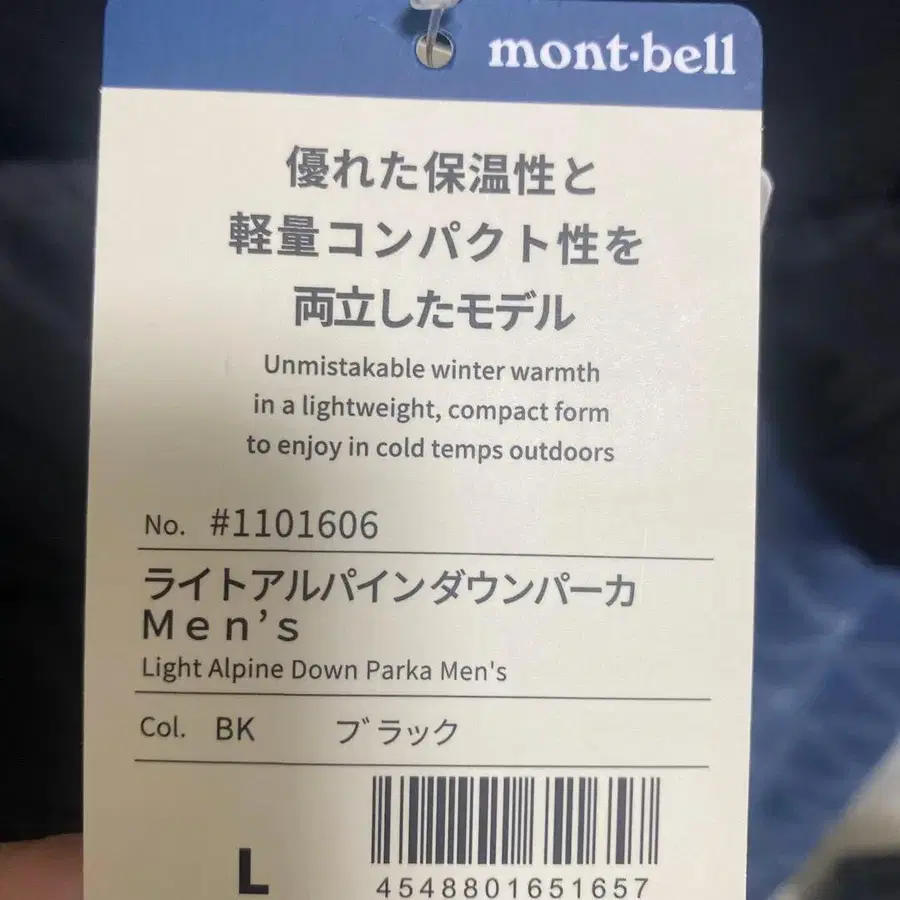 mont·bell
優れた保温性と
軽量コンパクト性を
両立したモデル
Unmistakable winter warmth
in a lightweight, compact form
to enjoy in cold temps outdoors
No. #1101606
ライトアルパインダウンパーカ
Men's
Light Alpine Down Parka Men's
Col. BK ブラック
L
4548801651657